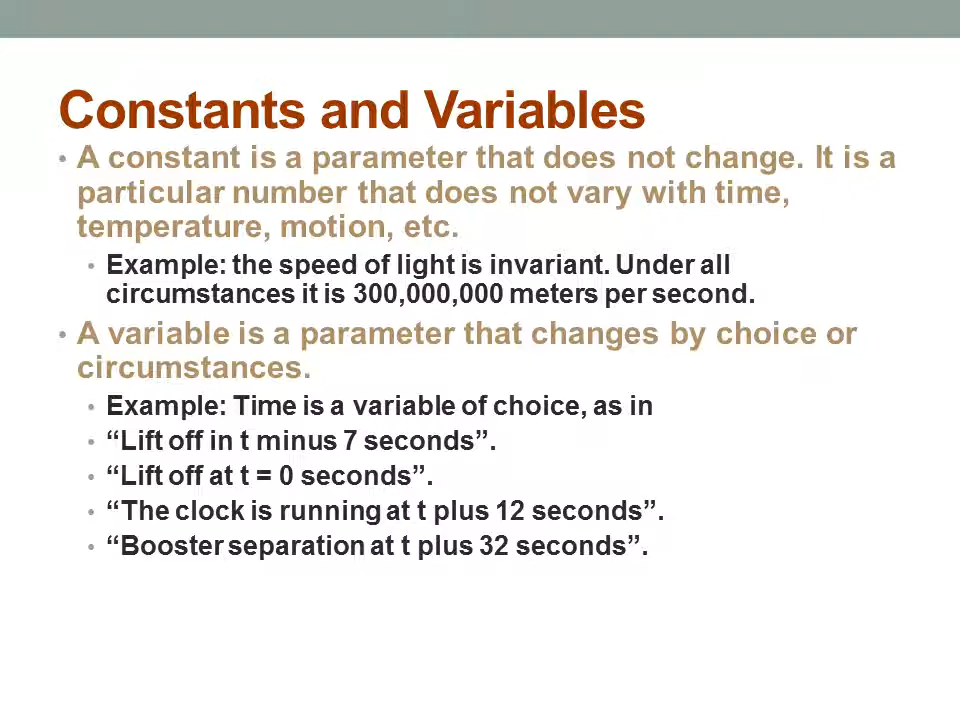 Constants and Variables
• A constant is a parameter that does not change. It is a
particular number that does not vary with time,
temperature, motion, etc.
• Example: the speed of light is invariant. Under all
circumstances it is 300,000,000 meters per second.
• A variable is a parameter that changes by choice or
circumstances.
• Example: Time is a variable of choice, as in
• “Lift off in t minus 7 seconds”.
• “Lift off at t = 0 seconds”.
• “The clock is running at t plus 12 seconds”.
• “Booster separation at t plus 32 seconds”.